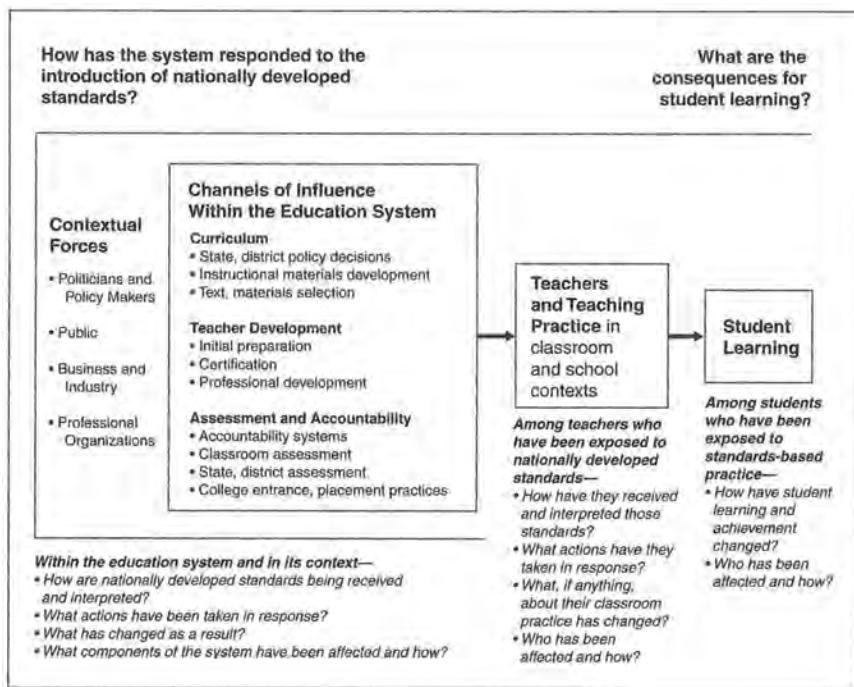 How has the system responded to the
introduction of nationally developed
standards?
What are the
consequences for
student learning?
Contextual
Forces
• Politicians and
Policy Makers
• Public
• Business and
Industry
• Professional
Organizations
Channels of Influence
Within the Education System
Curriculum
• State, district policy decisions
• Instructional materials development
• Text, materials selection
Teacher Development
• Initial preparation
• Certification
• Professional development
Assessment and Accountability
• Accountability systems
• Classroom assessment
• State, district assessment
• College entrance, placement practices
Teachers
and Teaching
Practice in
classroom
and school
contexts
Student
Learning
Within the education system and in its context—
• How are nationally developed standards being received
and interpreted?
• What actions have been taken in response?
• What has changed as a result?
• What components of the system have been affected and how?
Among teachers who
have been exposed to
nationally developed
standards—
• How have they received
and interpreted those
standards?
• What actions have they
taken in response?
• What, if anything,
about their classroom
practice has changed?
• Who has been
affected and how?
Among students
who have been
exposed to
standards-based
practice—
• How have student
learning and
achievement
changed?
• Who has been
affected and how?